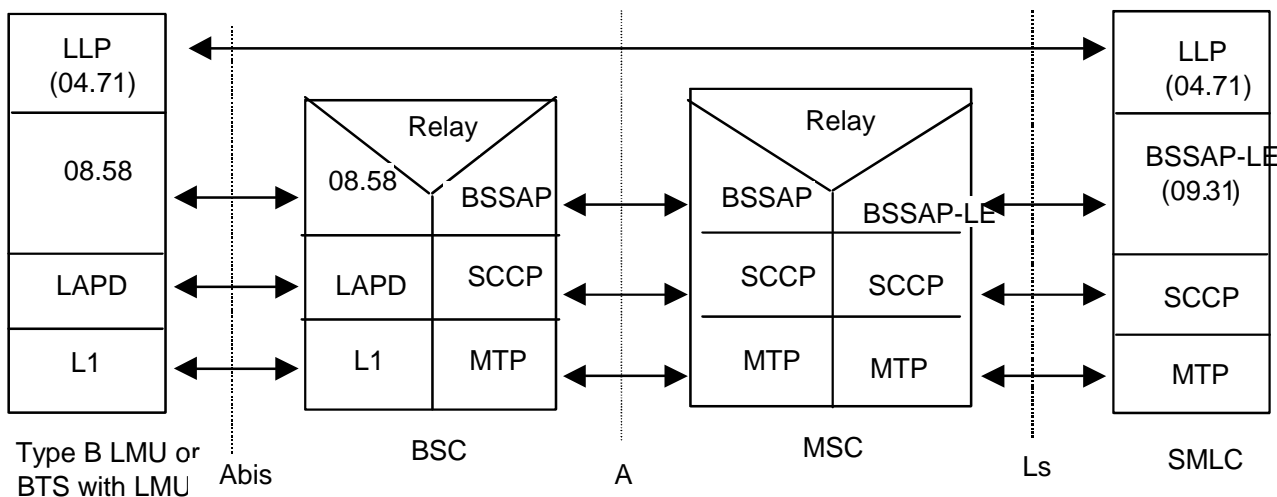 LLP
(04.71)
08.58
LAPD
L1
Type B LMU or
BTS with LMU
Abis
Relay
08.58
BSSAP
LAPD
SCCP
L1
MTP
BSC
A
Relay
BSSAP
BSSAP-LE
SCCP
SCCP
MTP
MTP
MSC
Ls
LLP
(04.71)
BSSAP-LE
(09.31)
SCCP
MTP
SMLC